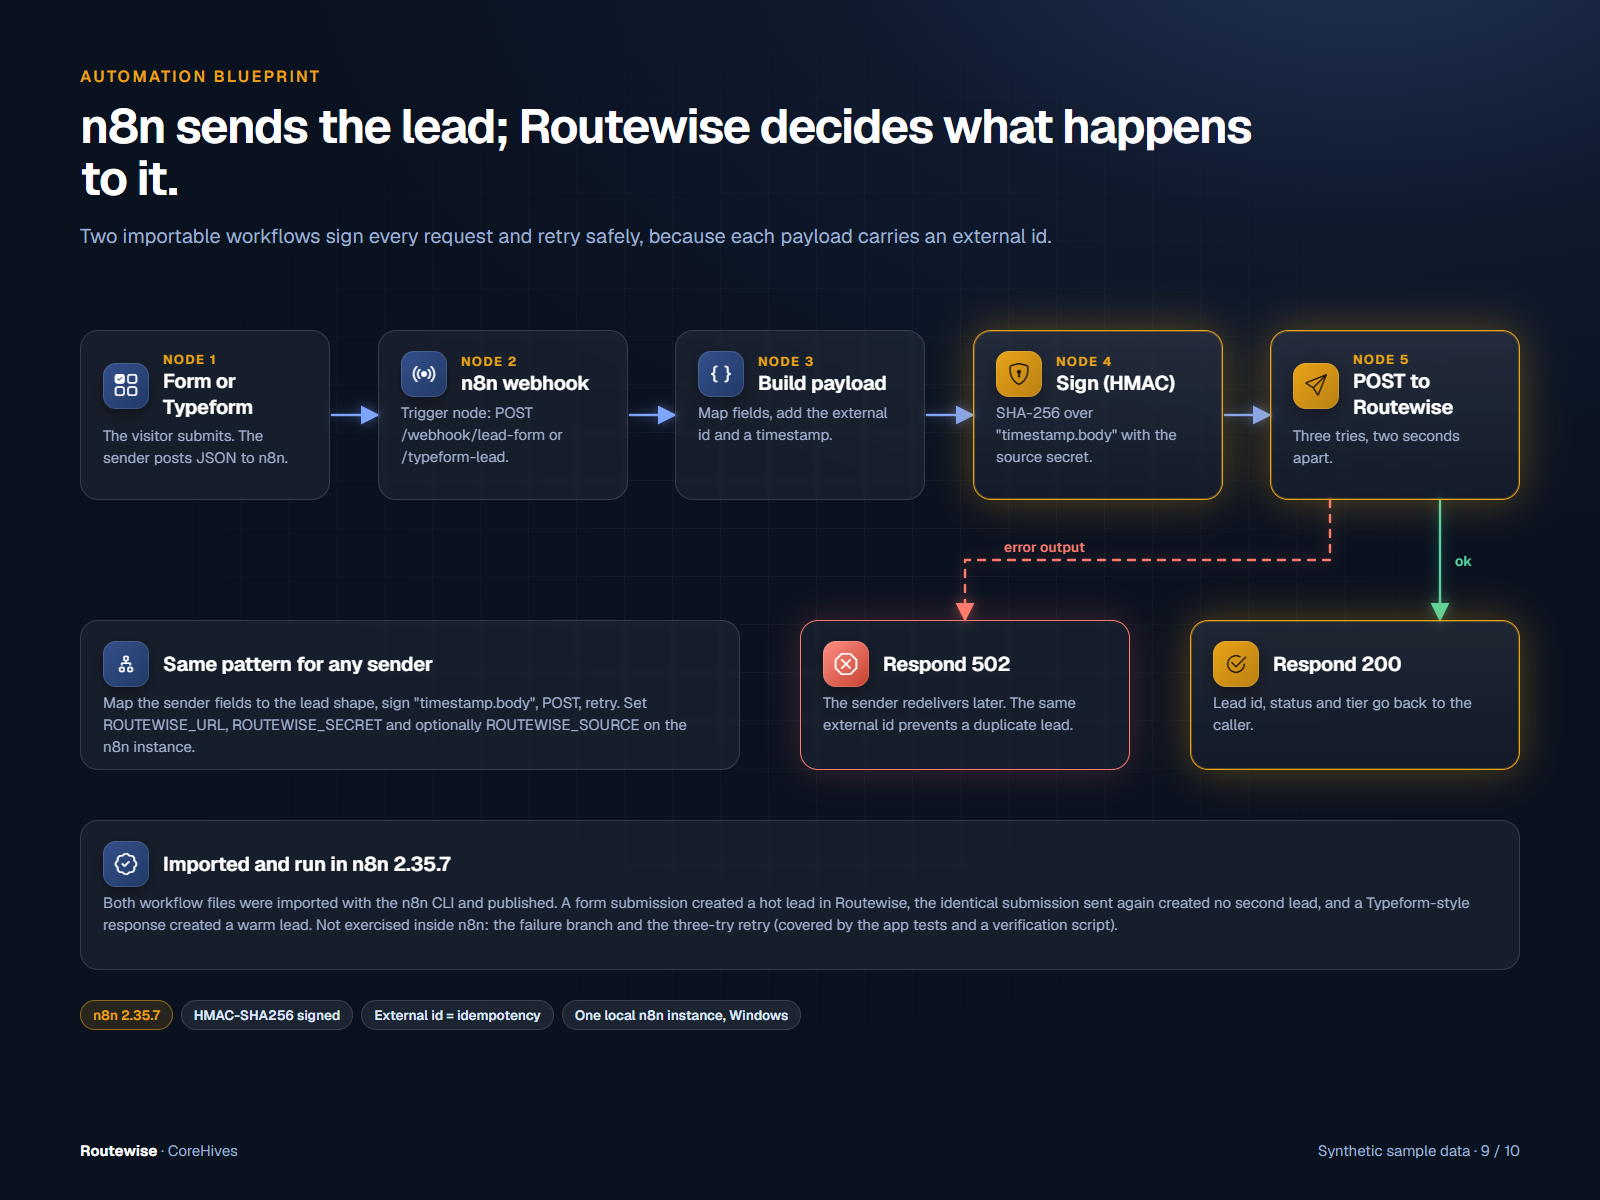 AUTOMATION BLUEPRINT
n8n sends the lead; Routewise decides what happens
to it.
Two importable workflows sign every request and retry safely, because each payload carries an external id.
NODE 1
Form or
Typeform
The visitor submits. The
sender posts JSON to n8n.
NODE 2
n8n webhook
Trigger node: POST
/webhook/lead-form or
/typeform-lead.
NODE 3
Build payload
Map fields, add the external
id and a timestamp.
NODE 4
Sign (HMAC)
SHA-256 over
"timestamp.body" with the
source secret.
NODE 5
POST to
Routewise
Three tries, two seconds
apart.
error output
ok
Same pattern for any sender
Map the sender fields to the lead shape, sign "timestamp.body", POST, retry. Set
ROUTEWISE_URL, ROUTEWISE_SECRET and optionally ROUTEWISE_SOURCE on the
n8n instance.
Respond 502
The sender redelivers later. The same
external id prevents a duplicate lead.
Respond 200
Lead id, status and tier go back to the
caller.
Imported and run in n8n 2.35.7
Both workflow files were imported with the n8n CLI and published. A form submission created a hot lead in Routewise, the identical submission sent again created no second lead, and a Typeform-style
response created a warm lead. Not exercised inside n8n: the failure branch and the three-try retry (covered by the app tests and a verification script).
n8n 2.35.7
HMAC-SHA256 signed
External id = idempotency
One local n8n instance, Windows
Routewise · CoreHives
Synthetic sample data · 9 / 10